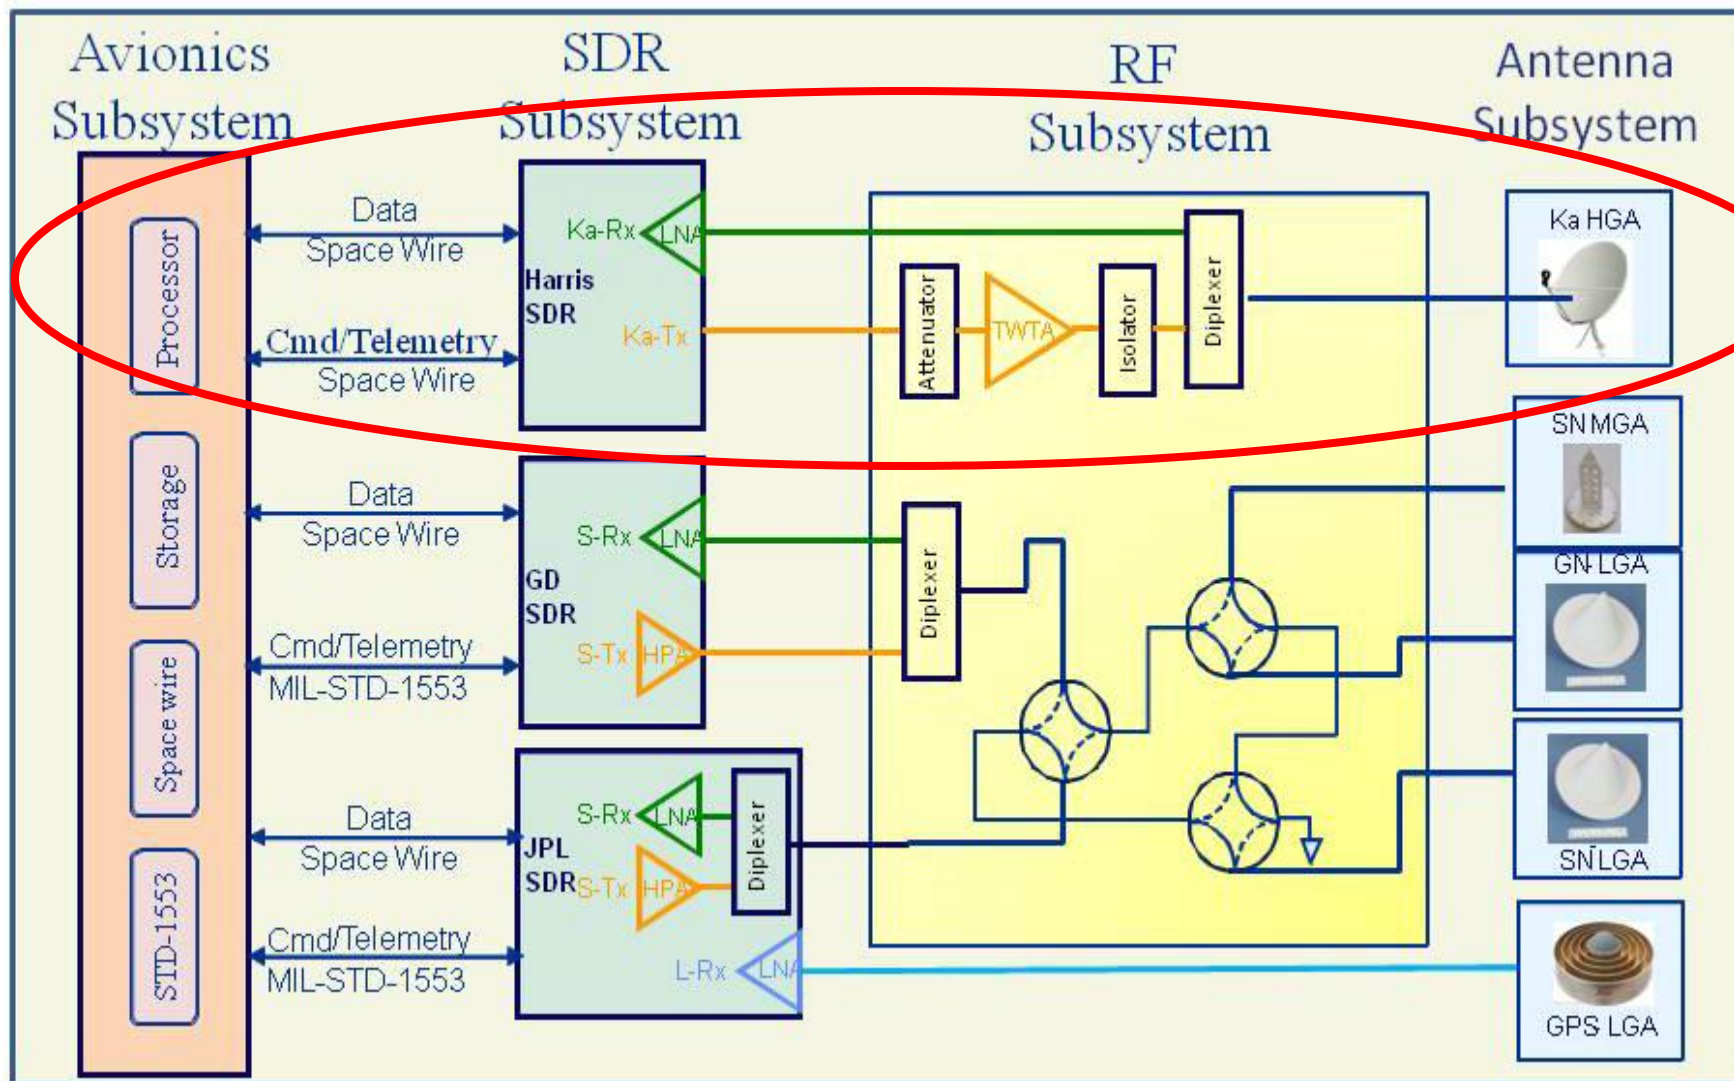 Avionics
Subsystem
SDR
Subsystem
RF
Subsystem
Antenna
Subsystem
Processor
Storage
Space wire
STD-1553
Data
Space Wire
Cmd/Telemetry
Space Wire
Data
Space Wire
Cmd/Telemetry
MIL-STD-1553
Data
Space Wire
Cmd/Telemetry
MIL-STD-1553
Ka-Rx
LNA
Harris
SDR
Ka-Tx
S-Rx
LNA
GD
SDR
S-Tx
HPA
S-Rx
LNA
JPL
SDR
S-Tx
HPA
Diplexer
L-Rx
LNA
Attenuator
TWTA
Isolator
Diplexer
Diplexer
Ka HGA
SN MGA
GN-LGA
SN LGA
GPS LGA